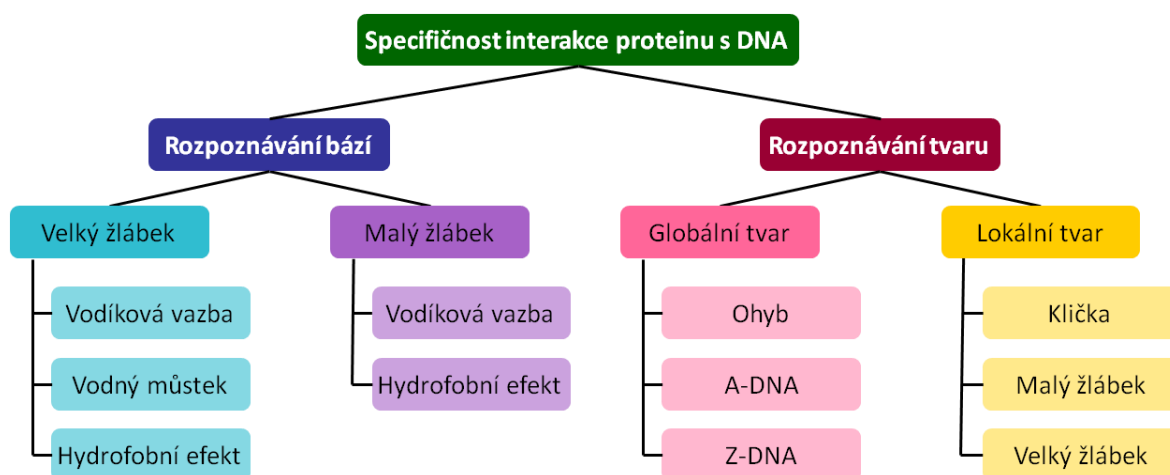 Specifičnost interakce proteinu s DNA
Rozpoznávání bází
Rozpoznávání tvaru
Velký žlábek
Malý žlábek
Globální tvar
Lokální tvar
Vodíková vazba
Vodíková vazba
Ohyb
Klička
Vodný můstek
Hydrofobní efekt
A-DNA
Malý žlábek
Hydrofobní efekt
Z-DNA
Velký žlábek